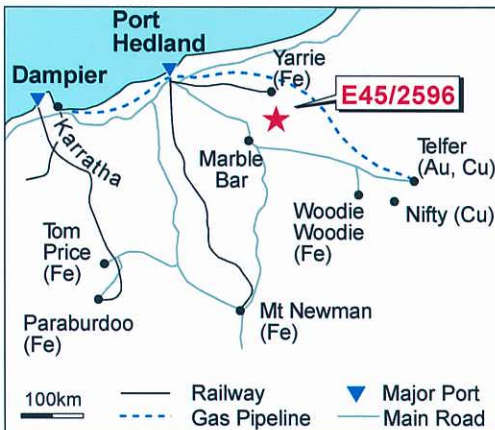 Port
Hedland
Dampier
Yarrie
(Fe)
E45/2596
Karratha
Marble
Bar
Telfer
(Au, Cu)
Woodie
Woodie
(Fe)
Nifty (Cu)
Tom
Price
(Fe)
Paraburdoo
(Fe)
Mt Newman
(Fe)
100km
Railway
Major Port
Gas Pipeline
Main Road